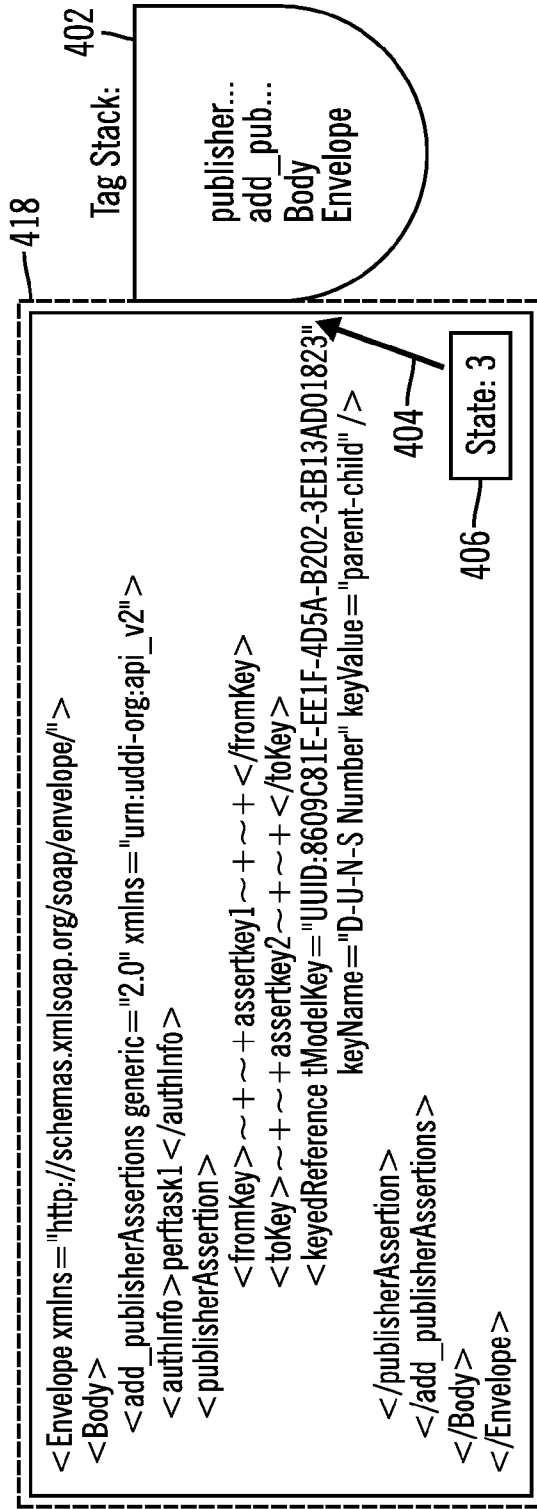 418
<Envelope xmlns="http://schemas.xmlsoap.org/soap/envelope/">
<Body>
<add_publisherAssertions generic="2.0" xmlns="urn:uddi-org:api_v2">
<authInfo>perftask1</authInfo>
<publisherAssertion>
<fromKey>~+~+assertkey1~+~+</fromKey>
<toKey>~+~+assertkey2~+~+</toKey>
<keyedReference tModelKey="UUID:8609C81E-EE1F-4D5A-B202-3EB13AD01823"
keyName="D-U-N-S Number" keyValue="parent-child" />
</publisherAssertion>
</add_publisherAssertions>
</Body>
</Envelope>
404
406
State: 3
Tag Stack:
402
publisher...
add_pub...
Body
Envelope